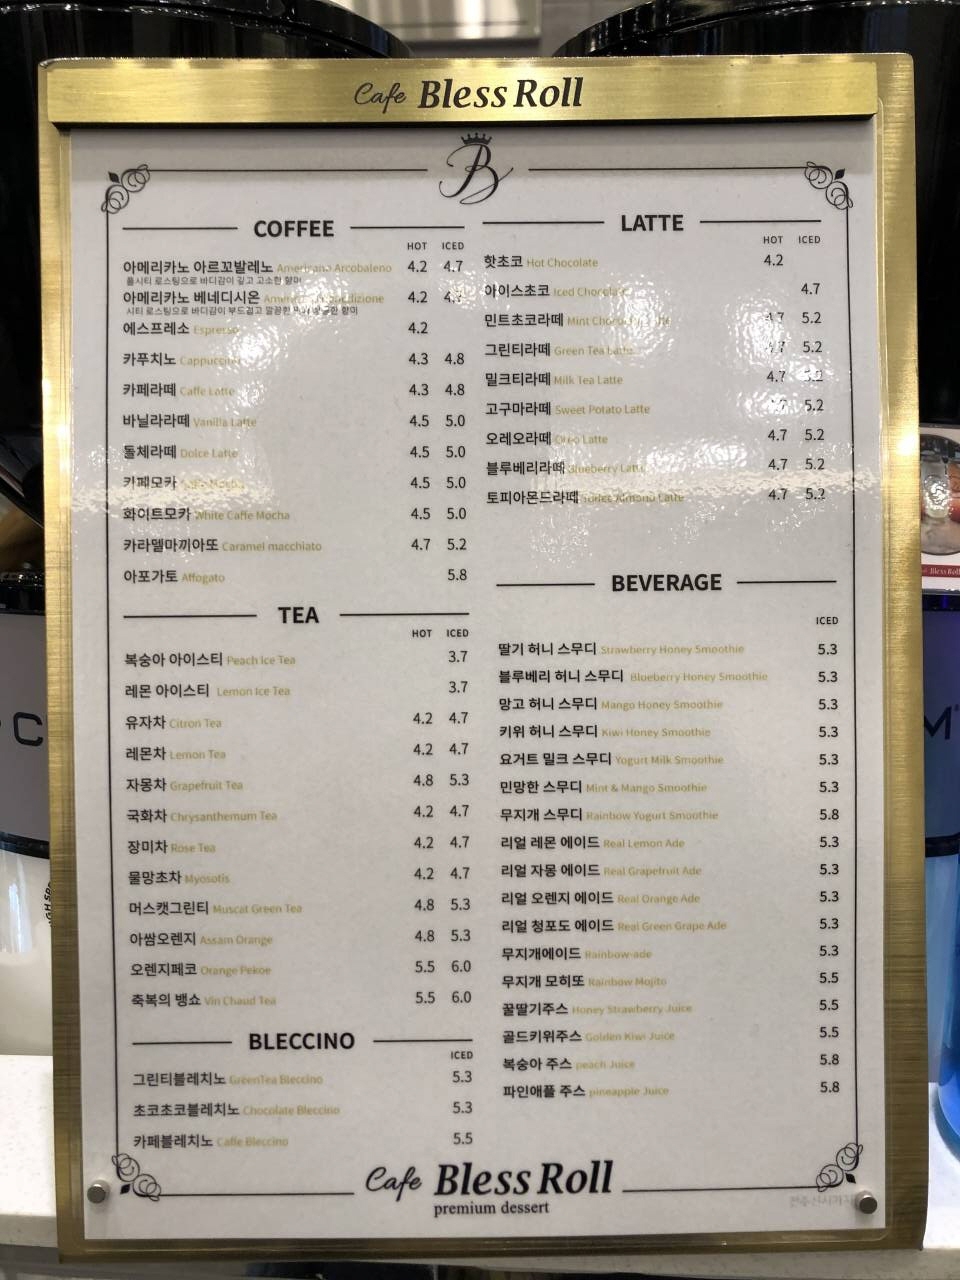 Cafe Bless Roll
B
COFFEE
HOT ICED
아메리카노 아르꼬발레노 Americano Arcobaleno 4.2 4.7
풀시티 로스팅으로 바디감이 깊고 고소한 향미
아메리카노 베네디시온 4.2
시티 로스팅으로 바디감이 부드럽고 깔끔한 향미
에스프레소 Espresso 4.2
카푸치노 Cappuccino 4.3 4.8
카페라떼 Caffe Latte 4.3 4.8
바닐라라떼 Vanilla Latte 4.5 5.0
돌체라떼 Dolce Latte 4.5 5.0
카페모카 4.5 5.0
화이트모카 White Caffe Mocha 4.5 5.0
카라멜마끼아또 Caramel macchiato 4.7 5.2
아포가토 Affogato 5.8
TEA
HOT ICED
복숭아 아이스티 Peach Ice Tea 3.7
레몬 아이스티 Lemon Ice Tea 3.7
유자차 Citron Tea 4.2 4.7
레몬차 Lemon Tea 4.2 4.7
자몽차 Grapefruit Tea 4.8 5.3
국화차 Chrysanthemum Tea 4.2 4.7
장미차 Rose Tea 4.2 4.7
물망초차 Myosotis 4.2 4.7
머스캣그린티 Muscat Green Tea 4.8 5.3
아쌈오렌지 Assam Orange 4.8 5.3
오렌지페코 Orange Pekoe 5.5 6.0
축복의 뱅쇼 Vin Chaud Tea 5.5 6.0
BLECCINO
ICED
그린티블레치노 GreenTea Bleccino 5.3
초코초코블레치노 Chocolate Bleccino 5.3
카페블레치노 Caffe Bleccino 5.5
LATTE
HOT ICED
핫초코 Hot Chocolate 4.2
아이스초코 Iced Chocolate 4.7
민트초코라떼 Mint 4.7 5.2
그린티라떼 Green Tea Latte 4.7 5.2
밀크티라떼 Milk Tea Latte 4.7 5.2
고구마라떼 Sweet Potato Latte 5.2
오레오라떼 Oreo Latte 4.7 5.2
블루베리라떼 Blueberry Latte 4.7 5.2
토피아몬드라떼 Toffee Almond Latte 4.7 5.2
BEVERAGE
ICED
딸기 허니 스무디 Strawberry Honey Smoothie 5.3
블루베리 허니 스무디 Blueberry Honey Smoothie 5.3
망고 허니 스무디 Mango Honey Smoothie 5.3
키위 허니 스무디 Kiwi Honey Smoothie 5.3
요거트 밀크 스무디 Yogurt Milk Smoothie 5.3
민망한 스무디 Mint & Mango Smoothie 5.3
무지개 스무디 Rainbow Yogurt Smoothie 5.8
리얼 레몬 에이드 Real Lemon Ade 5.3
리얼 자몽 에이드 Real Grapefruit Ade 5.3
리얼 오렌지 에이드 Real Orange Ade 5.3
리얼 청포도 에이드 Real Green Grape Ade 5.3
무지개에이드 Rainbow-ade 5.3
무지개 모히또 Rainbow Mojito 5.5
꿀딸기주스 Honey Strawberry Juice 5.5
골드키위주스 Golden Kiwi Juice 5.5
복숭아 주스 peach Juice 5.8
파인애플 주스 pineapple Juice 5.8
Cafe Bless Roll
premium dessert
Bless Roll